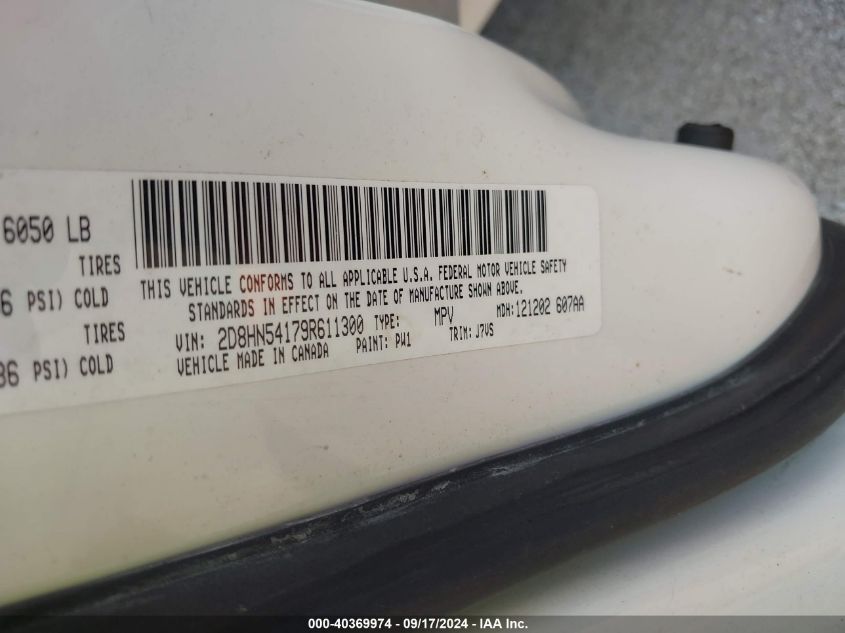 6050 LB
TIRES
6 PSI) COLD
TIRES
36 PSI) COLD
THIS VEHICLE CONFORMS TO ALL APPLICABLE U.S.A. FEDERAL MOTOR VEHICLE SAFETY
STANDARDS IN EFFECT ON THE DATE OF MANUFACTURE SHOWN ABOVE.
VIN: 2D8HN54179R611300 TYPE: MPV MDH: 121202 607AA
VEHICLE MADE IN CANADA PAINT: PW1 TRIM: J7VS
000-40369974 - 09/17/2024 - IAA Inc.